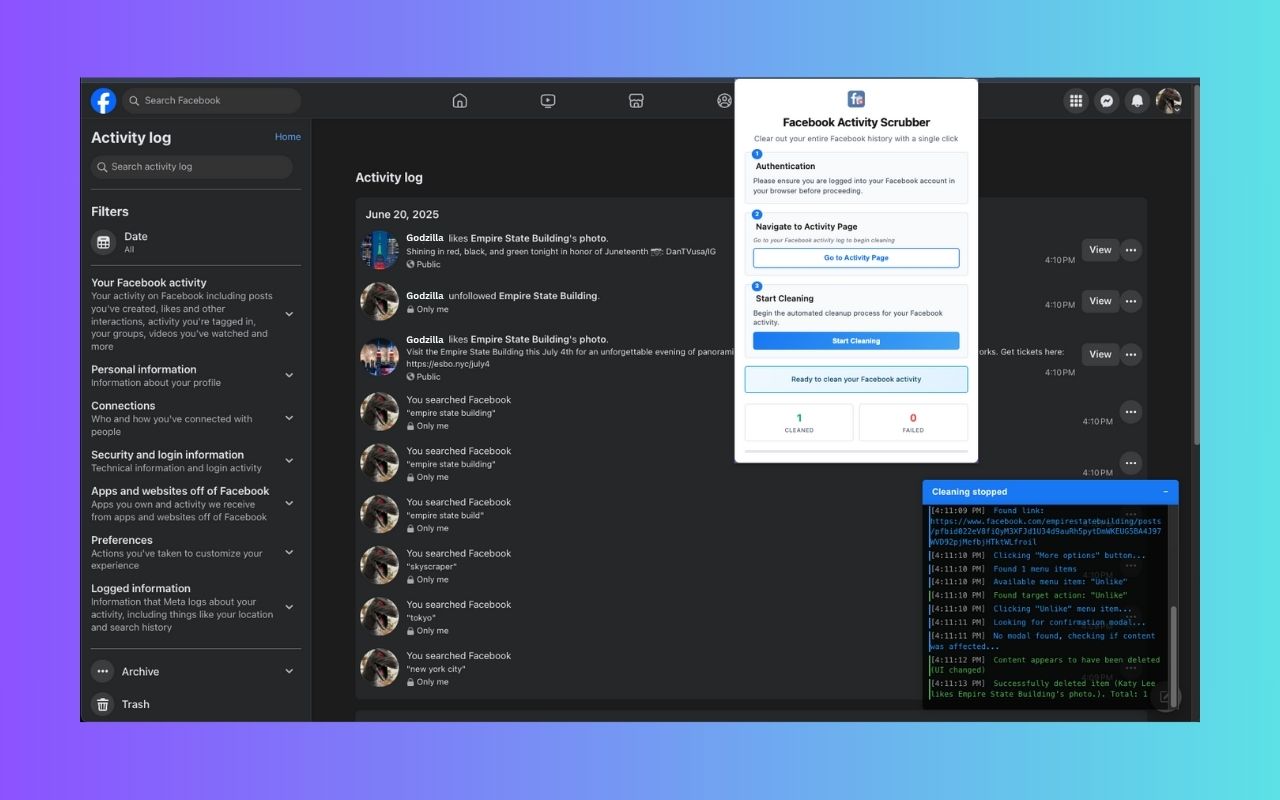 Search Facebook
Activity log
Home
Search activity log
Filters
Date
All
Your Facebook activity
Your activity on Facebook including posts
you've created, likes and other
interactions, activity you're tagged in,
your groups, videos you've watched and
more
Personal information
Information about your profile
Connections
Who and how you've connected with
people
Security and login information
Technical information and login activity
Apps and websites off of Facebook
Apps you own and activity we receive
from apps and websites off of Facebook
Preferences
Actions you've taken to customize your
experience
Logged information
Information that Meta logs about your
activity, including things like your location
and search history
Archive
Trash
Activity log
June 20, 2025
Godzilla likes Empire State Building's photo.
Shining in red, black, and green tonight in honor of Juneteenth 📷: DanTVusa/IG
Public
4:10 PM
View
Godzilla unfollowed Empire State Building.
Only me
4:10 PM
View
Godzilla likes Empire State Building's photo.
Visit the Empire State Building this July 4th for an unforgettable evening of panorami
orks. Get tickets here:
https://esbo.nyc/july4
Public
4:10 PM
View
You searched Facebook
"empire state building"
Only me
4:10 PM
You searched Facebook
"empire state building"
Only me
4:10 PM
You searched Facebook
"empire state build"
Only me
You searched Facebook
"skyscraper"
Only me
4:10 PM
You searched Facebook
"tokyo"
Only me
You searched Facebook
"new york city"
Only me
4:09 PM
Facebook Activity Scrubber
Clear out your entire Facebook history with a single click
1
Authentication
Please ensure you are logged into your Facebook account in
your browser before proceeding.
2
Navigate to Activity Page
Go to your Facebook activity log to begin cleaning
Go to Activity Page
3
Start Cleaning
Begin the automated cleanup process for your Facebook
activity.
Start Cleaning
Ready to clean your Facebook activity
1
CLEANED
0
FAILED
Cleaning stopped
[4:11:09 PM] Found link:
https://www.facebook.com/empirestatebuilding/posts
[4:11:10 PM] Clicking "More options" button...
[4:11:10 PM] Found 1 menu items
[4:11:10 PM] Available menu item: "Unlike"
[4:11:10 PM] Found target action: "Unlike"
[4:11:10 PM] Clicking "Unlike" menu item...
[4:11:11 PM] Looking for confirmation modal...
[4:11:11 PM] No modal found, checking if content
was affected...
[4:11:12 PM] Content appears to have been deleted
(UI changed)
[4:11:13 PM] Successfully deleted item (Katy Lee
likes Empire State Building's photo.). Total: 1